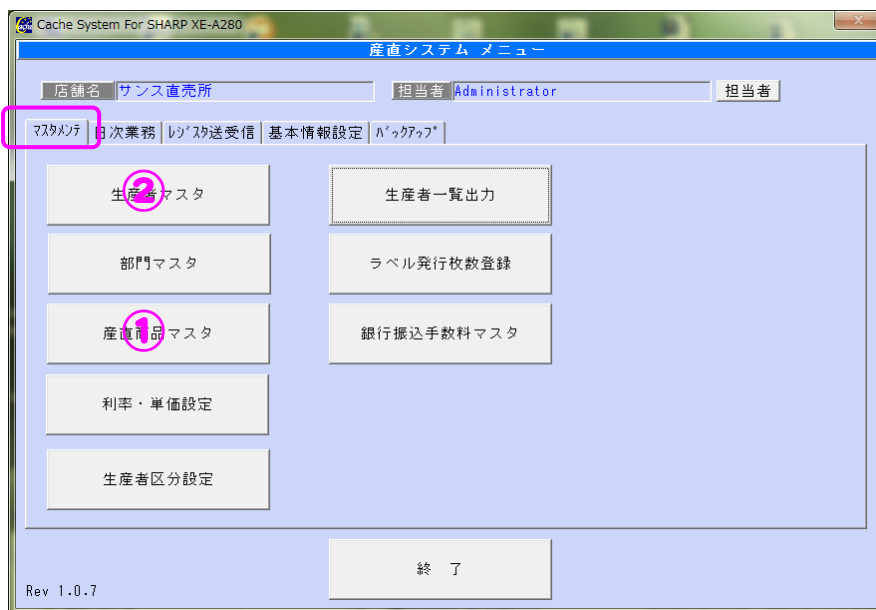 Cache System For SHARP XE-A280
産直システム メニュー
店舗名 サンス直売所 担当者 Administrator 担当者
ﾏｽﾀﾒﾝﾃ 日次業務 ﾚｼﾞｽﾀ送受信 基本情報設定 ﾊﾞｯｸｱｯﾌﾟ
生産者マスタ ② 生産者一覧出力
部門マスタ ラベル発行枚数登録
産直商品マスタ ① 銀行振込手数料マスタ
利率・単価設定
生産者区分設定
終 了
Rev 1.0.7